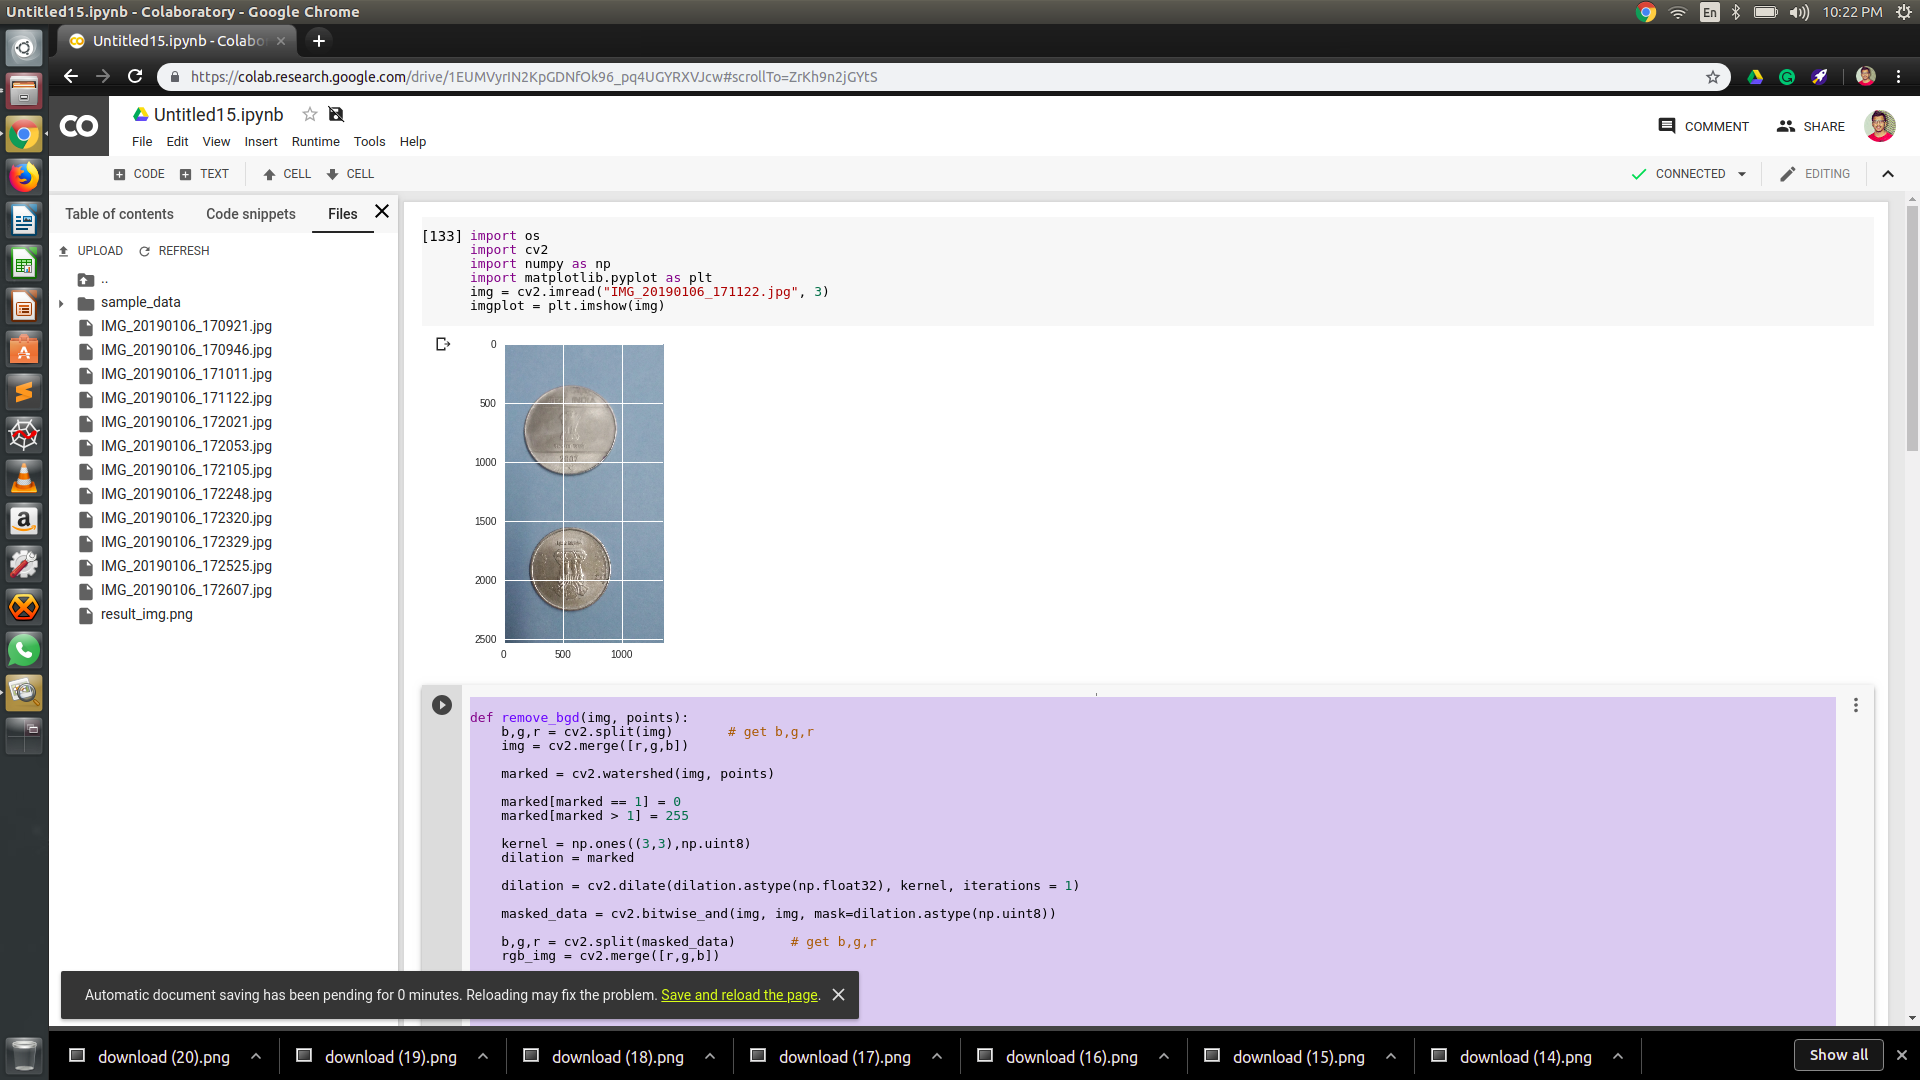 Untitled15.ipynb - Colaboratory - Google Chrome
En
10:22 PM
Untitled15.ipynb - Colabo
https://colab.research.google.com/drive/1EUMVyrIN2KpGDNfOk96_pq4UGYRXVJcw#scrollTo=ZrKh9n2jGYtS
CO
Untitled15.ipynb
File Edit View Insert Runtime Tools Help
COMMENT
SHARE
CODE
TEXT
CELL
CELL
CONNECTED
EDITING
Table of contents
Code snippets
Files
UPLOAD
REFRESH
..
sample_data
IMG_20190106_170921.jpg
IMG_20190106_170946.jpg
IMG_20190106_171011.jpg
IMG_20190106_171122.jpg
IMG_20190106_172021.jpg
IMG_20190106_172053.jpg
IMG_20190106_172105.jpg
IMG_20190106_172248.jpg
IMG_20190106_172320.jpg
IMG_20190106_172329.jpg
IMG_20190106_172525.jpg
IMG_20190106_172607.jpg
result_img.png
[133] import os
import cv2
import numpy as np
import matplotlib.pyplot as plt
img = cv2.imread("IMG_20190106_171122.jpg", 3)
imgplot = plt.imshow(img)
0
500
1000
1500
2000
2500
0 500 1000
def remove_bgd(img, points):
b,g,r = cv2.split(img) # get b,g,r
img = cv2.merge([r,g,b])
marked = cv2.watershed(img, points)
marked[marked == 1] = 0
marked[marked > 1] = 255
kernel = np.ones((3,3),np.uint8)
dilation = marked
dilation = cv2.dilate(dilation.astype(np.float32), kernel, iterations = 1)
masked_data = cv2.bitwise_and(img, img, mask=dilation.astype(np.uint8))
b,g,r = cv2.split(masked_data) # get b,g,r
rgb_img = cv2.merge([r,g,b])
Automatic document saving has been pending for 0 minutes. Reloading may fix the problem. Save and reload the page.
download (20).png
download (19).png
download (18).png
download (17).png
download (16).png
download (15).png
download (14).png
Show all